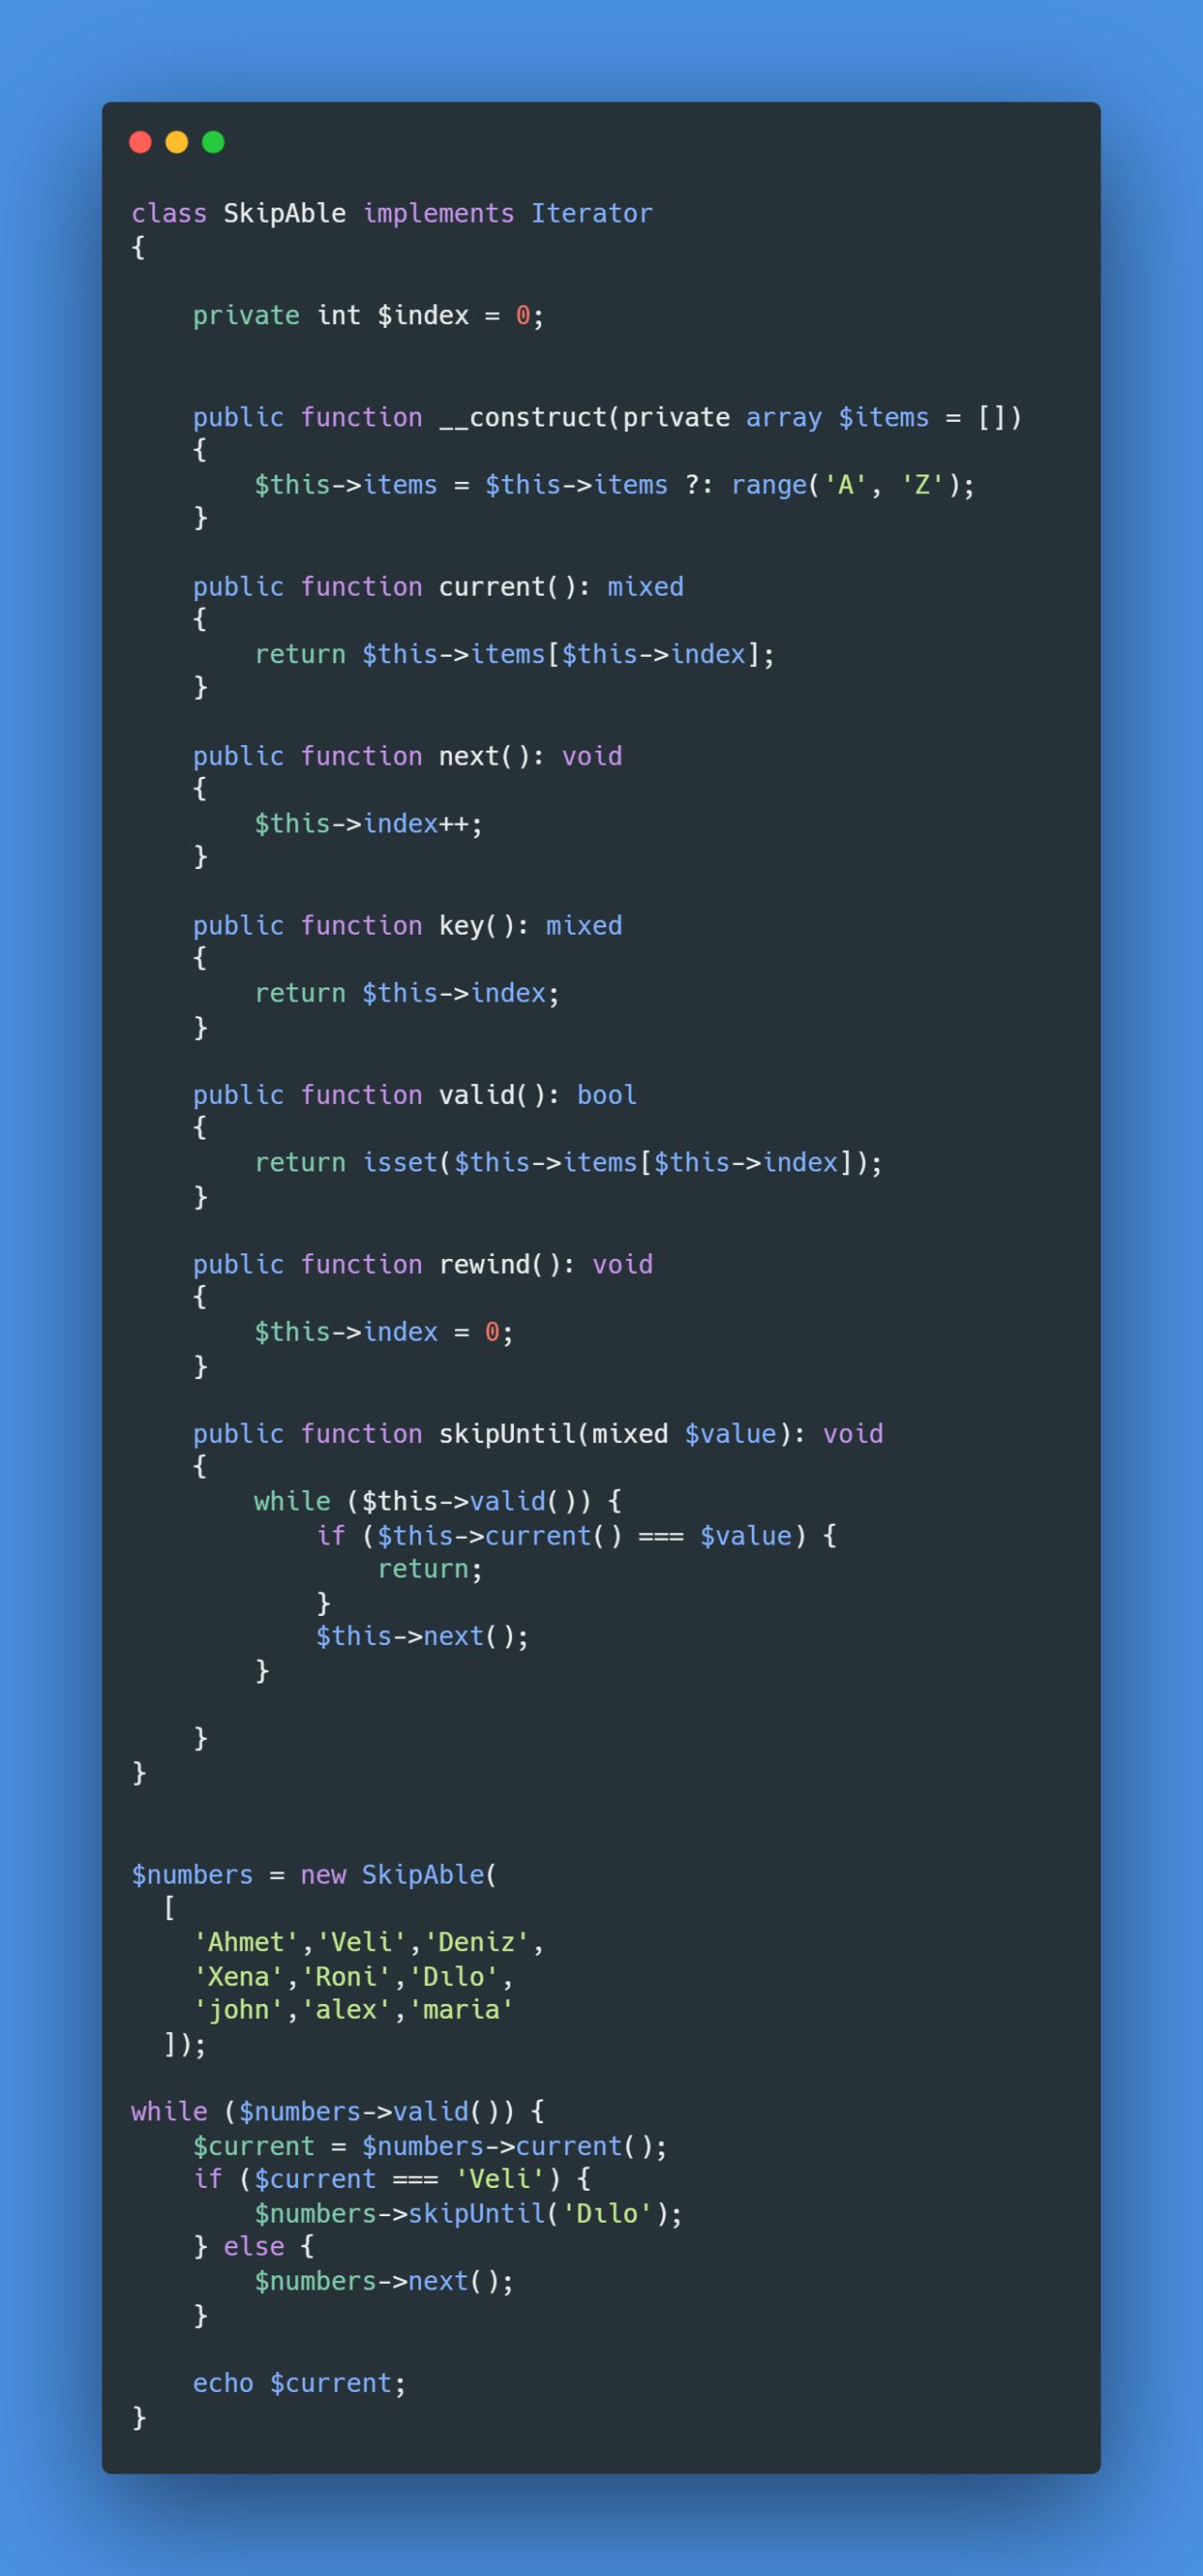 class SkipAble implements Iterator
{
    private int $index = 0;
    public function __construct(private array $items = [])
    {
        $this->items = $this->items ?: range('A', 'Z');
    }
    public function current(): mixed
    {
        return $this->items[$this->index];
    }
    public function next(): void
    {
        $this->index++;
    }
    public function key(): mixed
    {
        return $this->index;
    }
    public function valid(): bool
    {
        return isset($this->items[$this->index]);
    }
    public function rewind(): void
    {
        $this->index = 0;
    }
    public function skipUntil(mixed $value): void
    {
        while ($this->valid()) {
            if ($this->current() === $value) {
                return;
            }
            $this->next();
        }
    }
}
$numbers = new SkipAble(
  [
    'Ahmet','Veli','Deniz',
    'Xena','Roni','Dılo',
    'john','alex','maria'
  ]);
while ($numbers->valid()) {
    $current = $numbers->current();
    if ($current === 'Veli') {
        $numbers->skipUntil('Dılo');
    } else {
        $numbers->next();
    }
    echo $current;
}